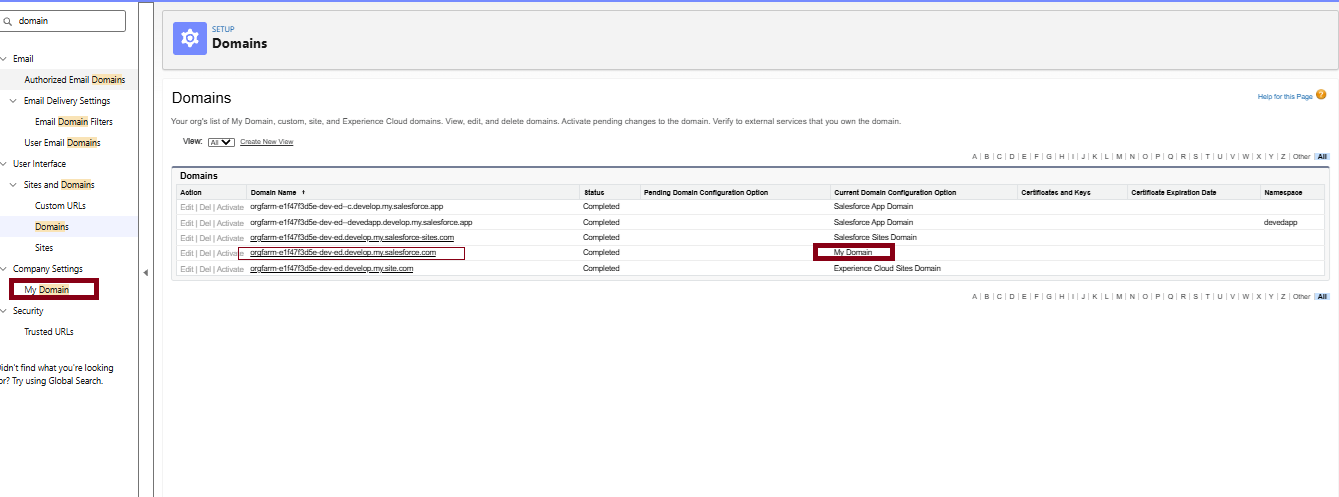 domain
Email
Authorized Email Domains
Email Delivery Settings
Email Domain Filters
User Email Domains
User Interface
Sites and Domains
Custom URLs
Domains
Sites
Company Settings
My Domain
Security
Trusted URLs
idn't find what you're looking
or? Try using Global Search.
SETUP
Domains
Domains
Help for this Page
Your org's list of My Domain, custom, site, and Experience Cloud domains. View, edit, and delete domains. Activate pending changes to the domain. Verify to external services that you own the domain.
View: All Create New View
A | B | C | D | E | F | G | H | I | J | K | L | M | N | O | P | Q | R | S | T | U | V | W | X | Y | Z | Other All
Domains
Action Domain Name ↑ Status Pending Domain Configuration Option Current Domain Configuration Option Certificates and Keys Certificate Expiration Date Namespace
Edit | Del | Activate orgfarm-e1f47f3d5e-dev-ed--c.develop.my.salesforce.app Completed Salesforce App Domain
Edit | Del | Activate orgfarm-e1f47f3d5e-dev-ed--devedapp.develop.my.salesforce.app Completed Salesforce App Domain devedapp
Edit | Del | Activate orgfarm-e1f47f3d5e-dev-ed.develop.my.salesforce-sites.com Completed Salesforce Sites Domain
Edit | Del | Activate orgfarm-e1f47f3d5e-dev-ed.develop.my.salesforce.com Completed My Domain
Edit | Del | Activate orgfarm-e1f47f3d5e-dev-ed.develop.my.site.com Completed Experience Cloud Sites Domain
A | B | C | D | E | F | G | H | I | J | K | L | M | N | O | P | Q | R | S | T | U | V | W | X | Y | Z | Other All